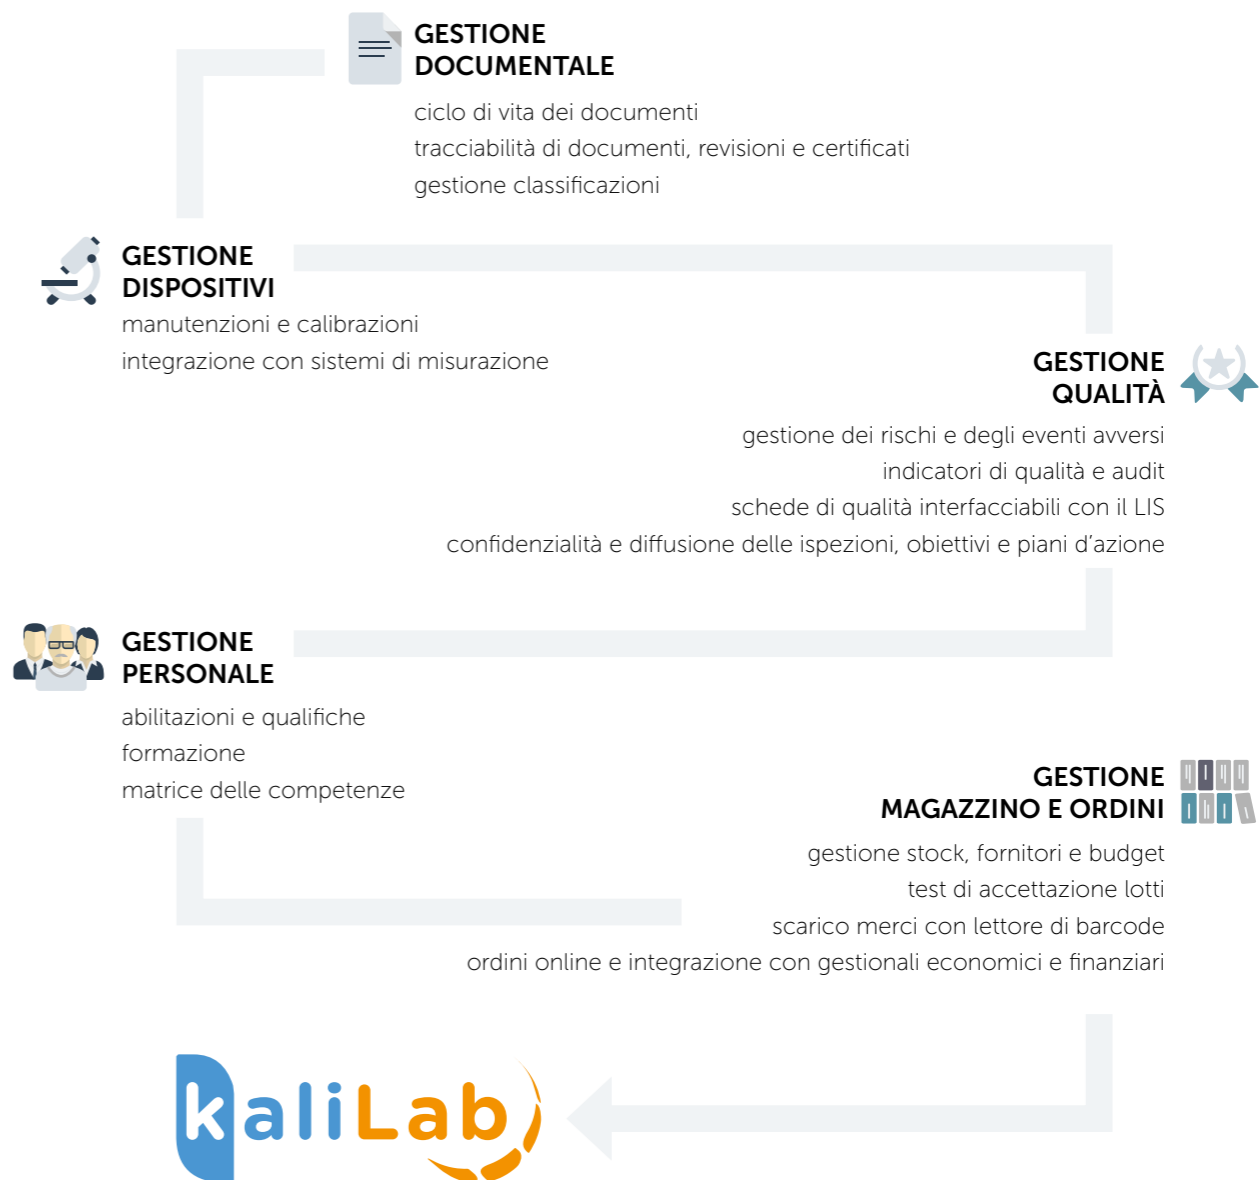 GESTIONE
DOCUMENTALE
ciclo di vita dei documenti
tracciabilità di documenti, revisioni e certificati
gestione classificazioni
GESTIONE
DISPOSITIVI
manutenzioni e calibrazioni
integrazione con sistemi di misurazione
GESTIONE
QUALITÀ
gestione dei rischi e degli eventi avversi
indicatori di qualità e audit
schede di qualità interfacciabili con il LIS
confidenzialità e diffusione delle ispezioni, obiettivi e piani d’azione
GESTIONE
PERSONALE
abilitazioni e qualifiche
formazione
matrice delle competenze
GESTIONE
MAGAZZINO E ORDINI
gestione stock, fornitori e budget
test di accettazione lotti
scarico merci con lettore di barcode
ordini online e integrazione con gestionali economici e finanziari
kaliLab